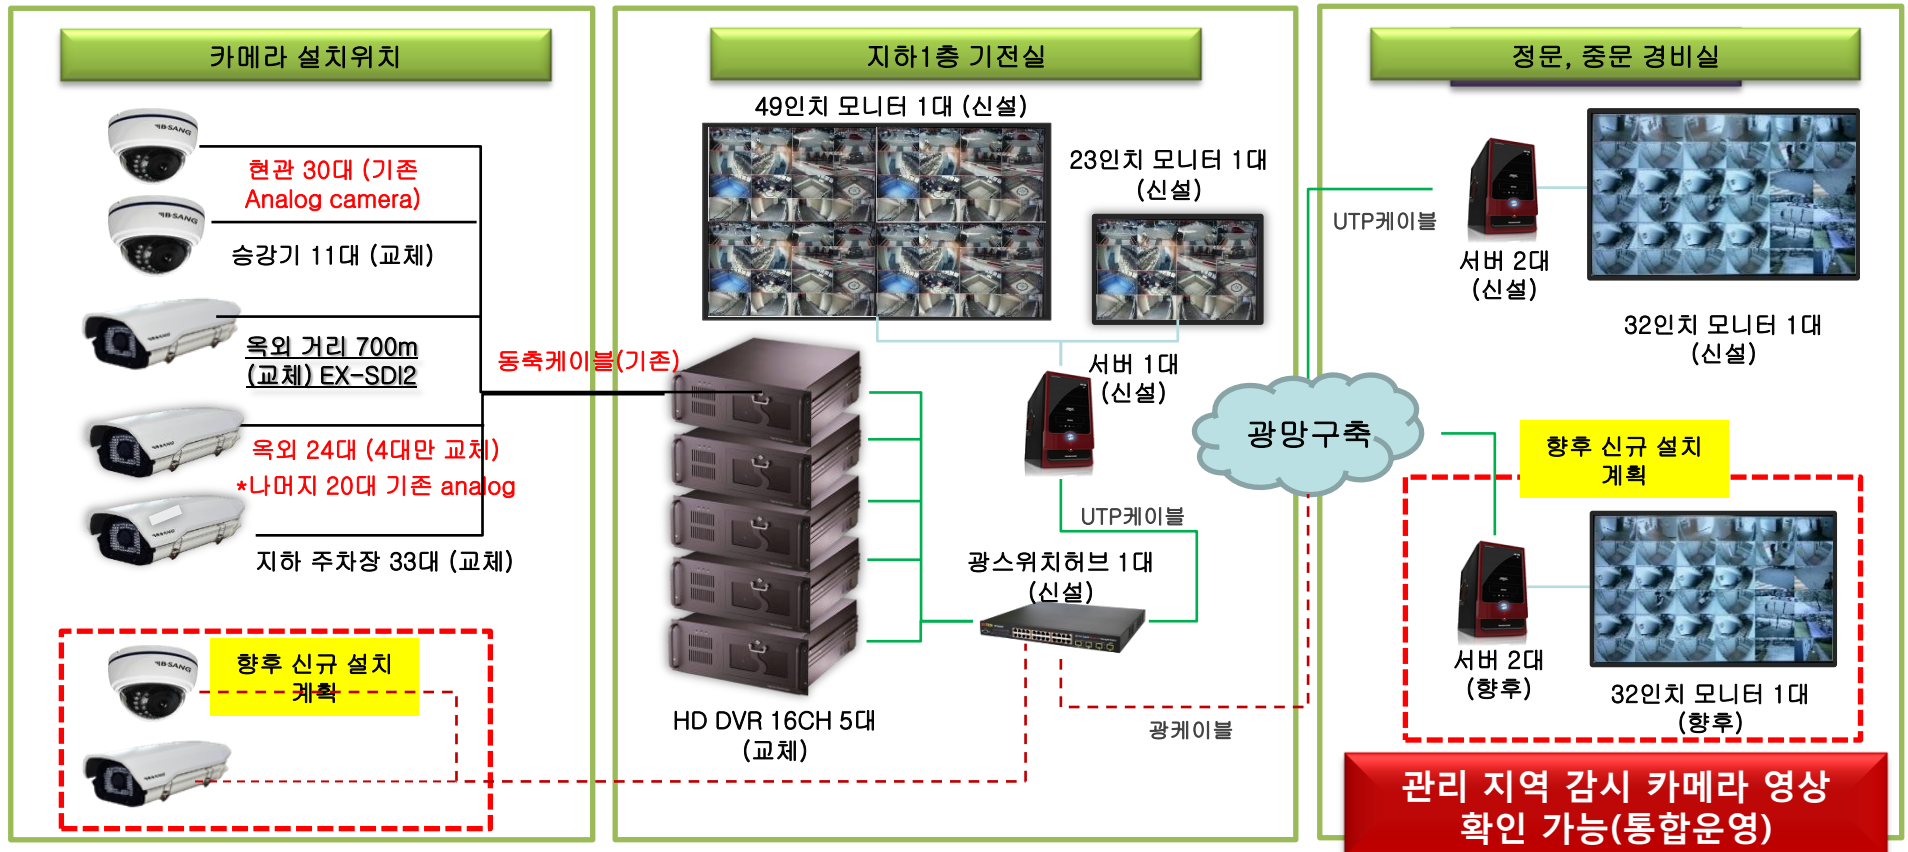 카메라 설치위치
현관 30대 (기존
Analog camera)
승강기 11대 (교체)
옥외 거리 700m
(교체) EX-SDI2
옥외 24대 (4대만 교체)
*나머지 20대 기존 analog
지하 주차장 33대 (교체)
향후 신규 설치
계획
동축케이블(기존)
지하1층 기전실
49인치 모니터 1대 (신설)
23인치 모니터 1대
(신설)
서버 1대
(신설)
UTP케이블
광스위치허브 1대
(신설)
HD DVR 16CH 5대
(교체)
광케이블
광망구축
정문, 중문 경비실
UTP케이블
서버 2대
(신설)
32인치 모니터 1대
(신설)
향후 신규 설치
계획
서버 2대
(향후)
32인치 모니터 1대
(향후)
관리 지역 감시 카메라 영상
확인 가능(통합운영)